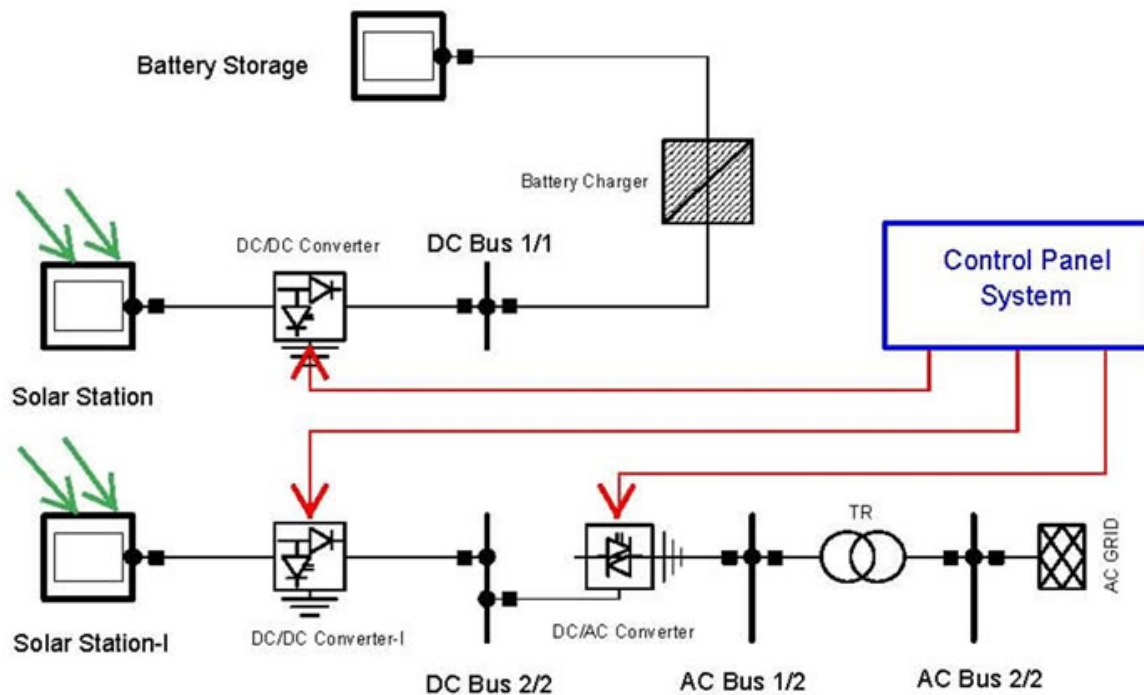 Battery Storage
Battery Charger
DC/DC Converter
DC Bus 1/1
Control Panel
System
Solar Station
TR
AC GRID
Solar Station-I
DC/DC Converter-I
DC/AC Converter
DC Bus 2/2
AC Bus 1/2
AC Bus 2/2